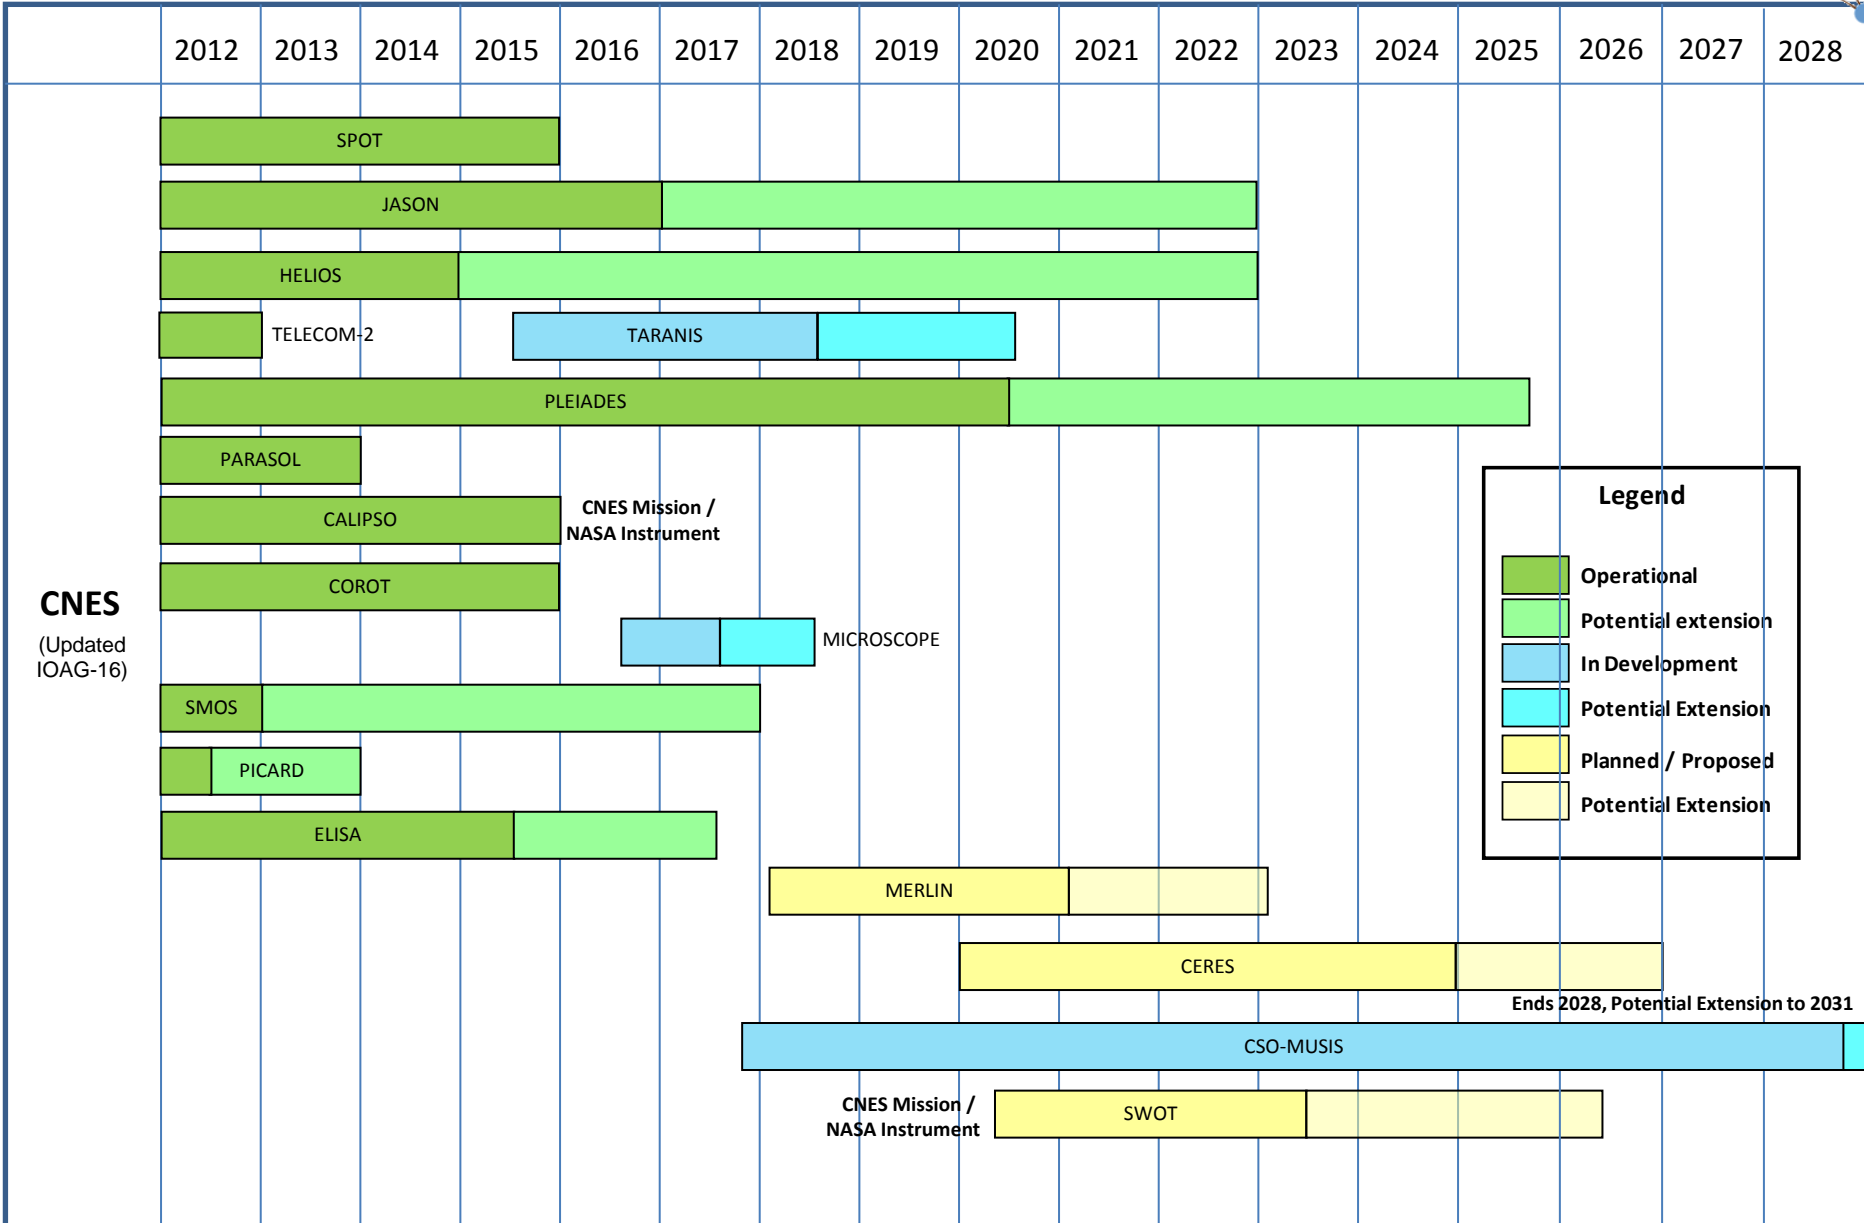 2012 2013 2014 2015 2016 2017 2018 2019 2020 2021 2022 2023 2024 2025 2026 2027 2028
SPOT
JASON
HELIOS
TELECOM-2
TARANIS
PLEIADES
PARASOL
CALIPSO
CNES Mission /
NASA Instrument
COROT
CNES
(Updated
IOAG-16)
MICROSCOPE
SMOS
PICARD
ELISA
MERLIN
CERES
Ends 2028, Potential Extension to 2031
CSO-MUSIS
CNES Mission /
NASA Instrument
SWOT
Legend
Operational
Potential extension
In Development
Potential Extension
Planned / Proposed
Potential Extension